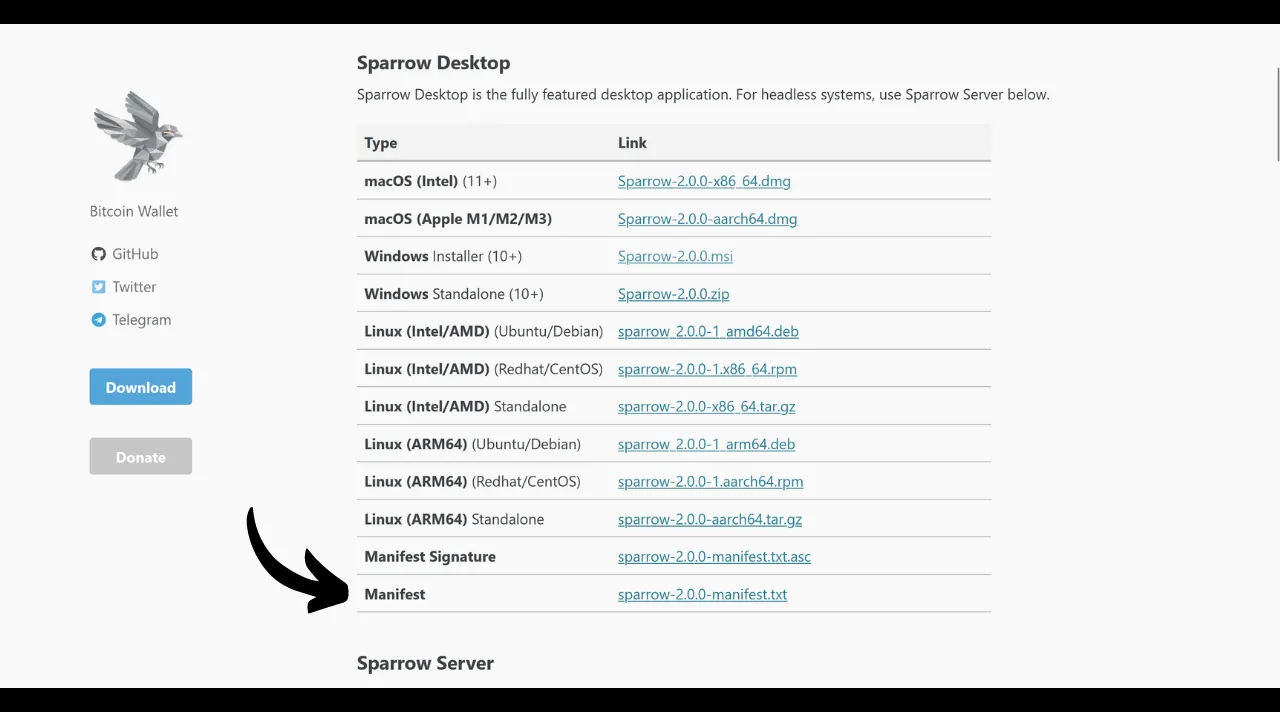 Sparrow Desktop
Sparrow Desktop is the fully featured desktop application. For headless systems, use Sparrow Server below.
Bitcoin Wallet
GitHub
Twitter
Telegram
Download
Donate
Type Link
macOS (Intel) (11+) Sparrow-2.0.0-x86_64.dmg
macOS (Apple M1/M2/M3) Sparrow-2.0.0-aarch64.dmg
Windows Installer (10+) Sparrow-2.0.0.msi
Windows Standalone (10+) Sparrow-2.0.0.zip
Linux (Intel/AMD) (Ubuntu/Debian) sparrow_2.0.0-1_amd64.deb
Linux (Intel/AMD) (Redhat/CentOS) sparrow-2.0.0-1.x86_64.rpm
Linux (Intel/AMD) Standalone sparrow-2.0.0-x86_64.tar.gz
Linux (ARM64) (Ubuntu/Debian) sparrow_2.0.0-1_arm64.deb
Linux (ARM64) (Redhat/CentOS) sparrow-2.0.0-1.aarch64.rpm
Linux (ARM64) Standalone sparrow-2.0.0-aarch64.tar.gz
Manifest Signature sparrow-2.0.0-manifest.txt.asc
Manifest sparrow-2.0.0-manifest.txt
Sparrow Server